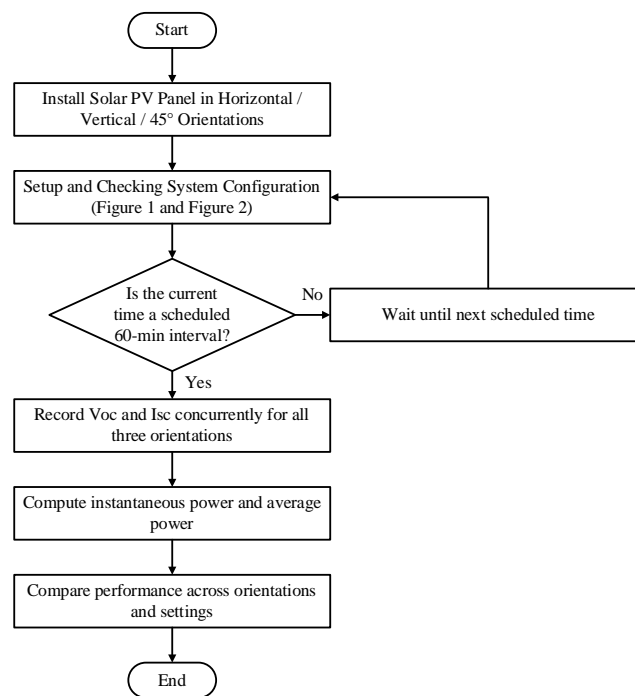 Start
Install Solar PV Panel in Horizontal /
Vertical / 45° Orientations
Setup and Checking System Configuration
(Figure 1 and Figure 2)
Is the current
time a scheduled
60-min interval?
No
Wait until next scheduled time
Yes
Record Voc and Isc concurrently for all
three orientations
Compute instantaneous power and average
power
Compare performance across orientations
and settings
End